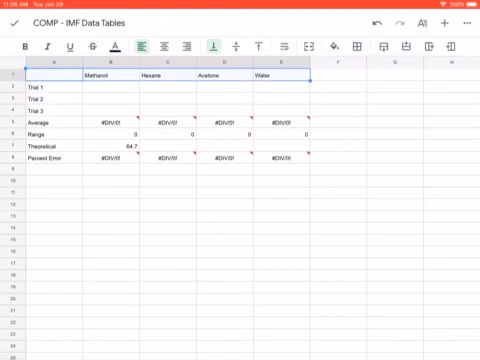 11:05 AM Tue Jan 29
100%
COMP - IMF Data Tables
B I U S A
A B C D E F G H
1 Methanol Hexane Acetone Water
2 Trial 1
3 Trial 2
4 Trial 3
5 Average #DIV/0! #DIV/0! #DIV/0! #DIV/0!
6 Range 0 0 0 0
7 Theoretical 64.7
8 Percent Error #DIV/0! #DIV/0! #DIV/0! #DIV/0!
9
10
11
12
13
14
15
16
17
18
19
20
21
22
23
24
25